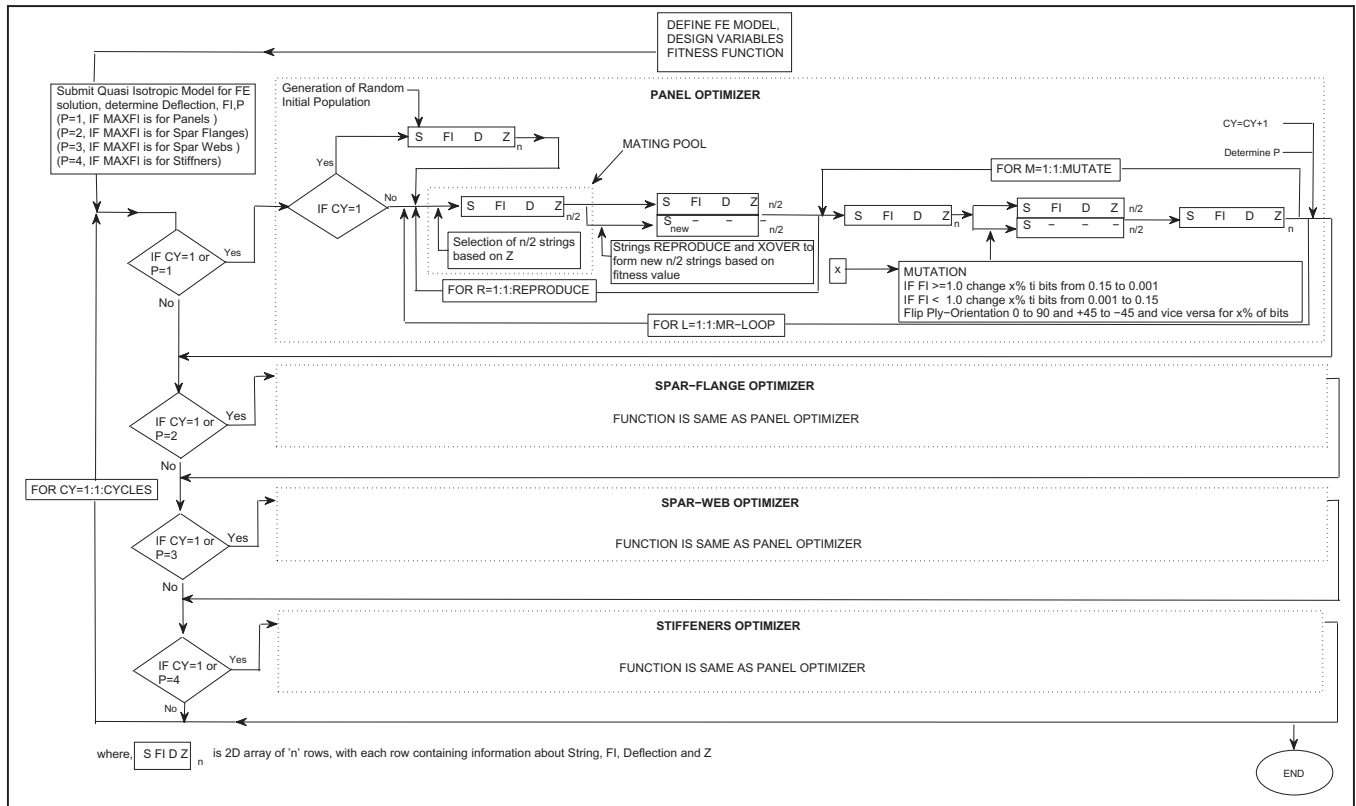 DEFINE FE MODEL,
DESIGN VARIABLES
FITNESS FUNCTION
Submit Quasi Isotropic Model for FE
solution, determine Deflection, FI,P
(P=1, IF MAXFI is for Panels )
(P=2, IF MAXFI is for Spar Flanges)
(P=3, IF MAXFI is for Spar Webs )
(P=4, IF MAXFI is for Stiffners)
Generation of Random
Initial Population
PANEL OPTIMIZER
S FI D Z n
MATING POOL
CY=CY+1
Determine P
FOR M=1:1:MUTATE
Yes
IF CY=1
No
S FI D Z n/2
S FI D Z n/2
S new − − − n/2
S FI D Z n
S FI D Z n/2
S − − − n/2
S FI D Z n
Selection of n/2 strings
based on Z
Strings REPRODUCE and XOVER to
form new n/2 strings based on
fitness value
x
MUTATION
IF FI >=1.0 change x% ti bits from 0.15 to 0.001
IF FI < 1.0 change x% ti bits from 0.001 to 0.15
Flip Ply−Orientation 0 to 90 and +45 to −45 and vice versa for x% of bits
FOR R=1:1:REPRODUCE
FOR L=1:1:MR−LOOP
IF CY=1 or
P=1
Yes
No
SPAR−FLANGE OPTIMIZER
FUNCTION IS SAME AS PANEL OPTIMIZER
IF CY=1 or
P=2
Yes
No
FOR CY=1:1:CYCLES
SPAR−WEB OPTIMIZER
FUNCTION IS SAME AS PANEL OPTIMIZER
IF CY=1 or
P=3
Yes
No
STIFFENERS OPTIMIZER
FUNCTION IS SAME AS PANEL OPTIMIZER
IF CY=1 or
P=4
Yes
No
where, S FI D Z n is 2D array of 'n' rows, with each row containing information about String, FI, Deflection and Z
END